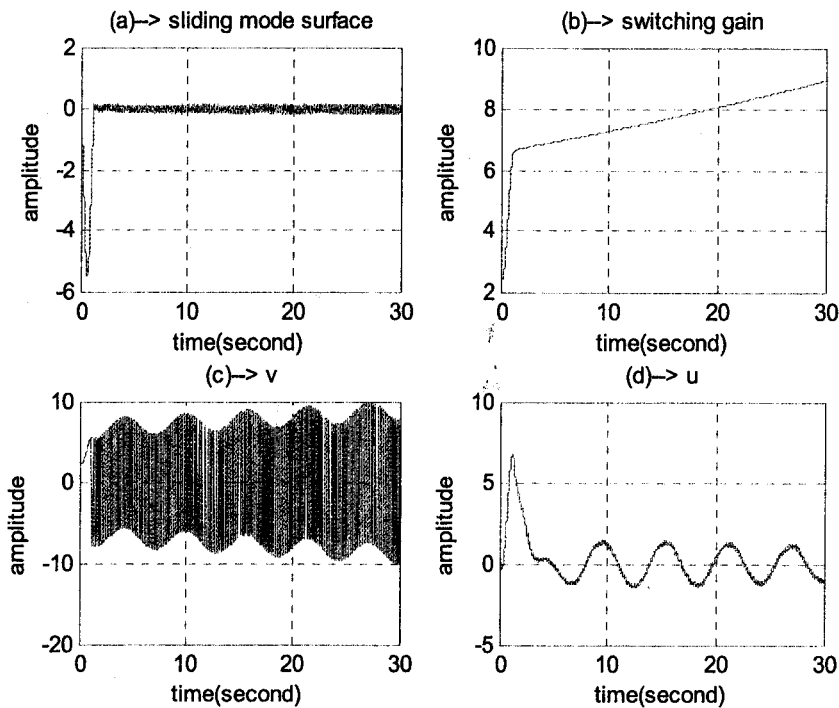 (a)--> sliding mode surface
2
0
-2
-4
-6
amplitude
0 10 20 30
time(second)
(b)--> switching gain
10
8
6
4
2
amplitude
0 10 20 30
time(second)
(c)--> v
10
0
-10
-20
amplitude
0 10 20 30
time(second)
(d)--> u
10
5
0
-5
amplitude
0 10 20 30
time(second)